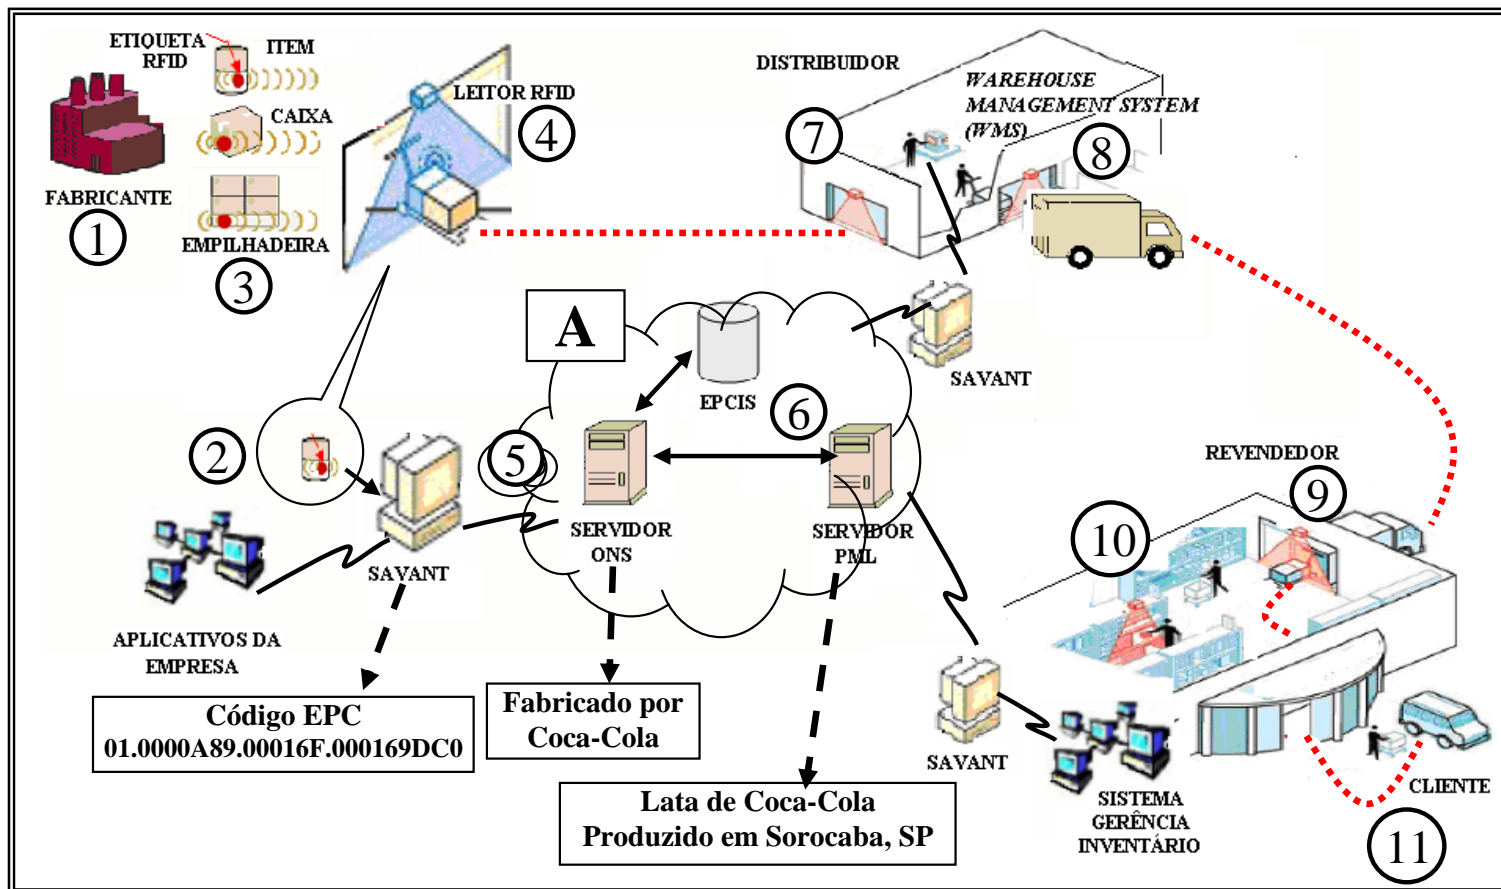 ETIQUETA
RFID
ITEM
CAIXA
FABRICANTE
1
EMPILHADEIRA
3
LEITOR RFID
4
DISTRIBUIDOR
7
WAREHOUSE
MANAGEMENT SYSTEM
(WMS)
8
A
EPCIS
6
SAVANT
2
5
SERVIDOR
ONS
SERVIDOR
PML
SAVANT
APLICATIVOS DA
EMPRESA
REVENDEDOR
9
10
Código EPC
01.0000A89.00016F.000169DC0
Fabricado por
Coca-Cola
Lata de Coca-Cola
Produzido em Sorocaba, SP
SAVANT
SISTEMA
GERÊNCIA
INVENTÁRIO
CLIENTE
11